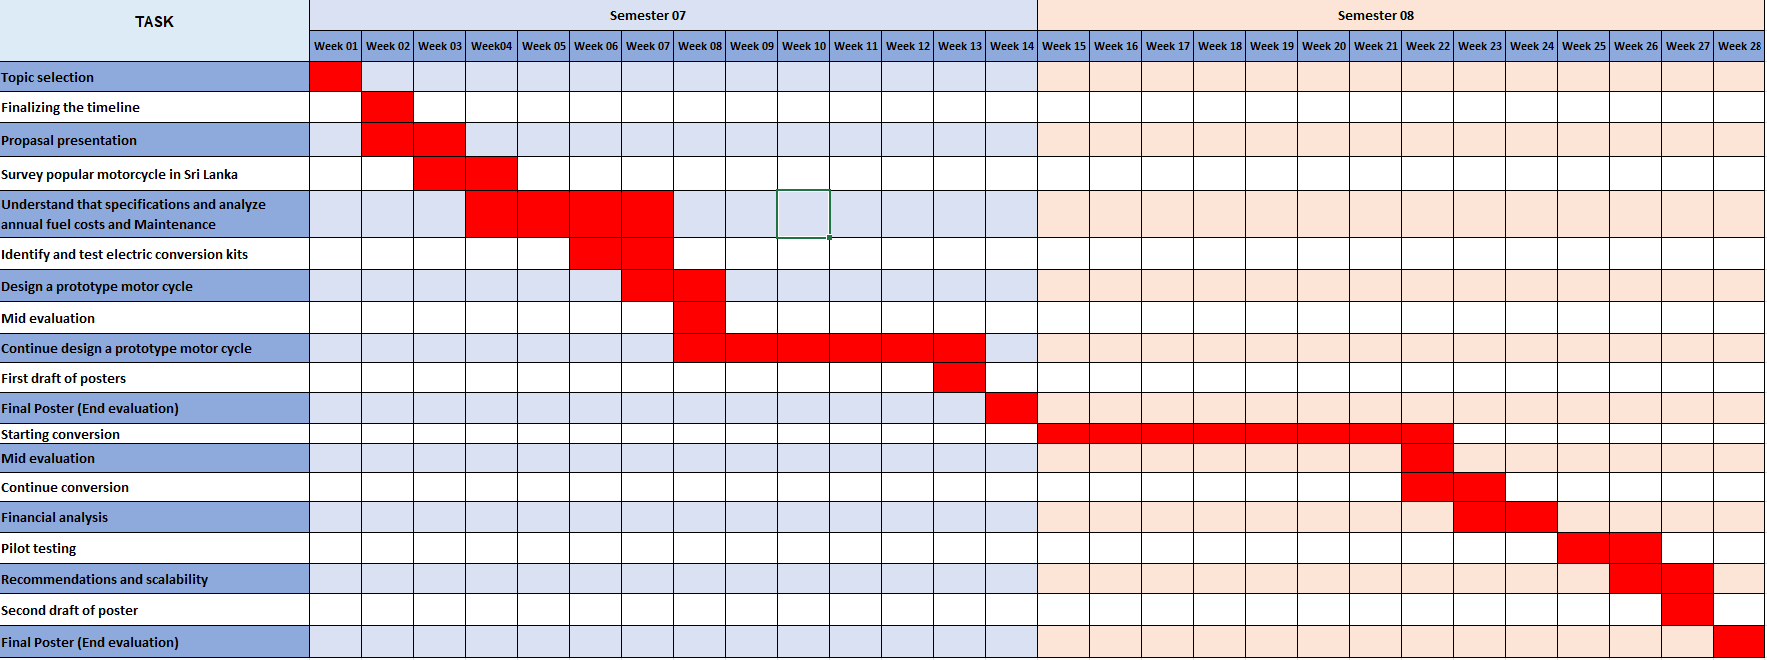 TASK
Semester 07
Semester 08
Week 01 Week 02 Week 03 Week04 Week 05 Week 06 Week 07 Week 08 Week 09 Week 10 Week 11 Week 12 Week 13 Week 14 Week 15 Week 16 Week 17 Week 18 Week 19 Week 20 Week 21 Week 22 Week 23 Week 24 Week 25 Week 26 Week 27 Week 28
Topic selection
Finalizing the timeline
Propasal presentation
Survey popular motorcycle in Sri Lanka
Understand that specifications and analyze
annual fuel costs and Maintenance
Identify and test electric conversion kits
Design a prototype motor cycle
Mid evaluation
Continue design a prototype motor cycle
First draft of posters
Final Poster (End evaluation)
Starting conversion
Mid evaluation
Continue conversion
Financial analysis
Pilot testing
Recommendations and scalability
Second draft of poster
Final Poster (End evaluation)